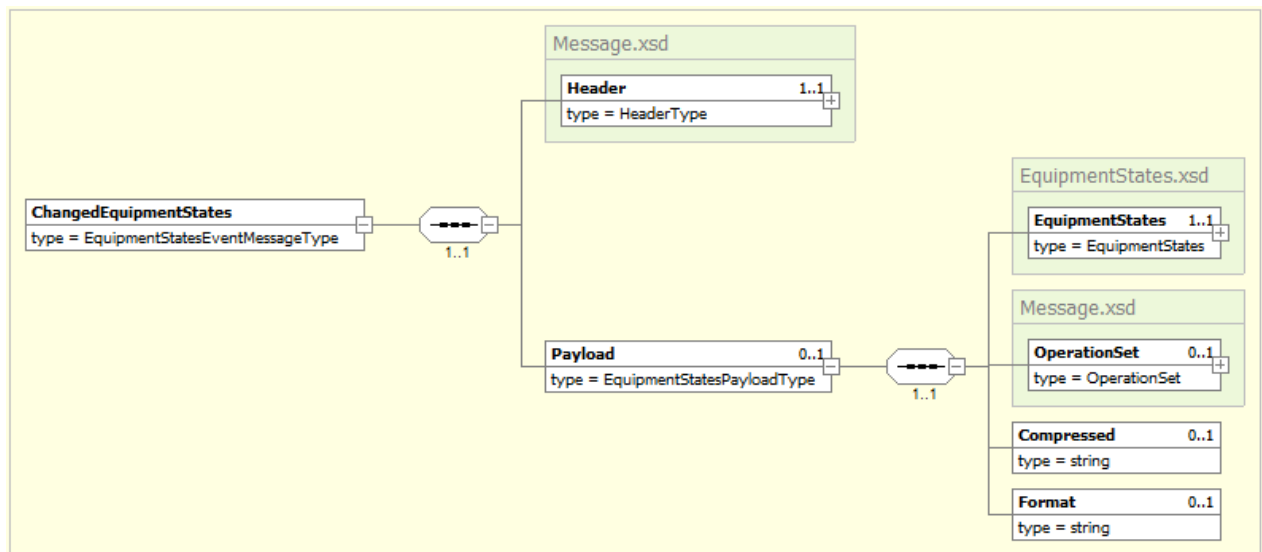 Message.xsd
Header 1..1
type = HeaderType
EquipmentStates.xsd
ChangedEquipmentStates
type = EquipmentStatesEventMessageType
1..1
EquipmentStates 1..1
type = EquipmentStates
Message.xsd
Payload 0..1
type = EquipmentStatesPayloadType
1..1
OperationSet 0..1
type = OperationSet
Compressed 0..1
type = string
Format 0..1
type = string